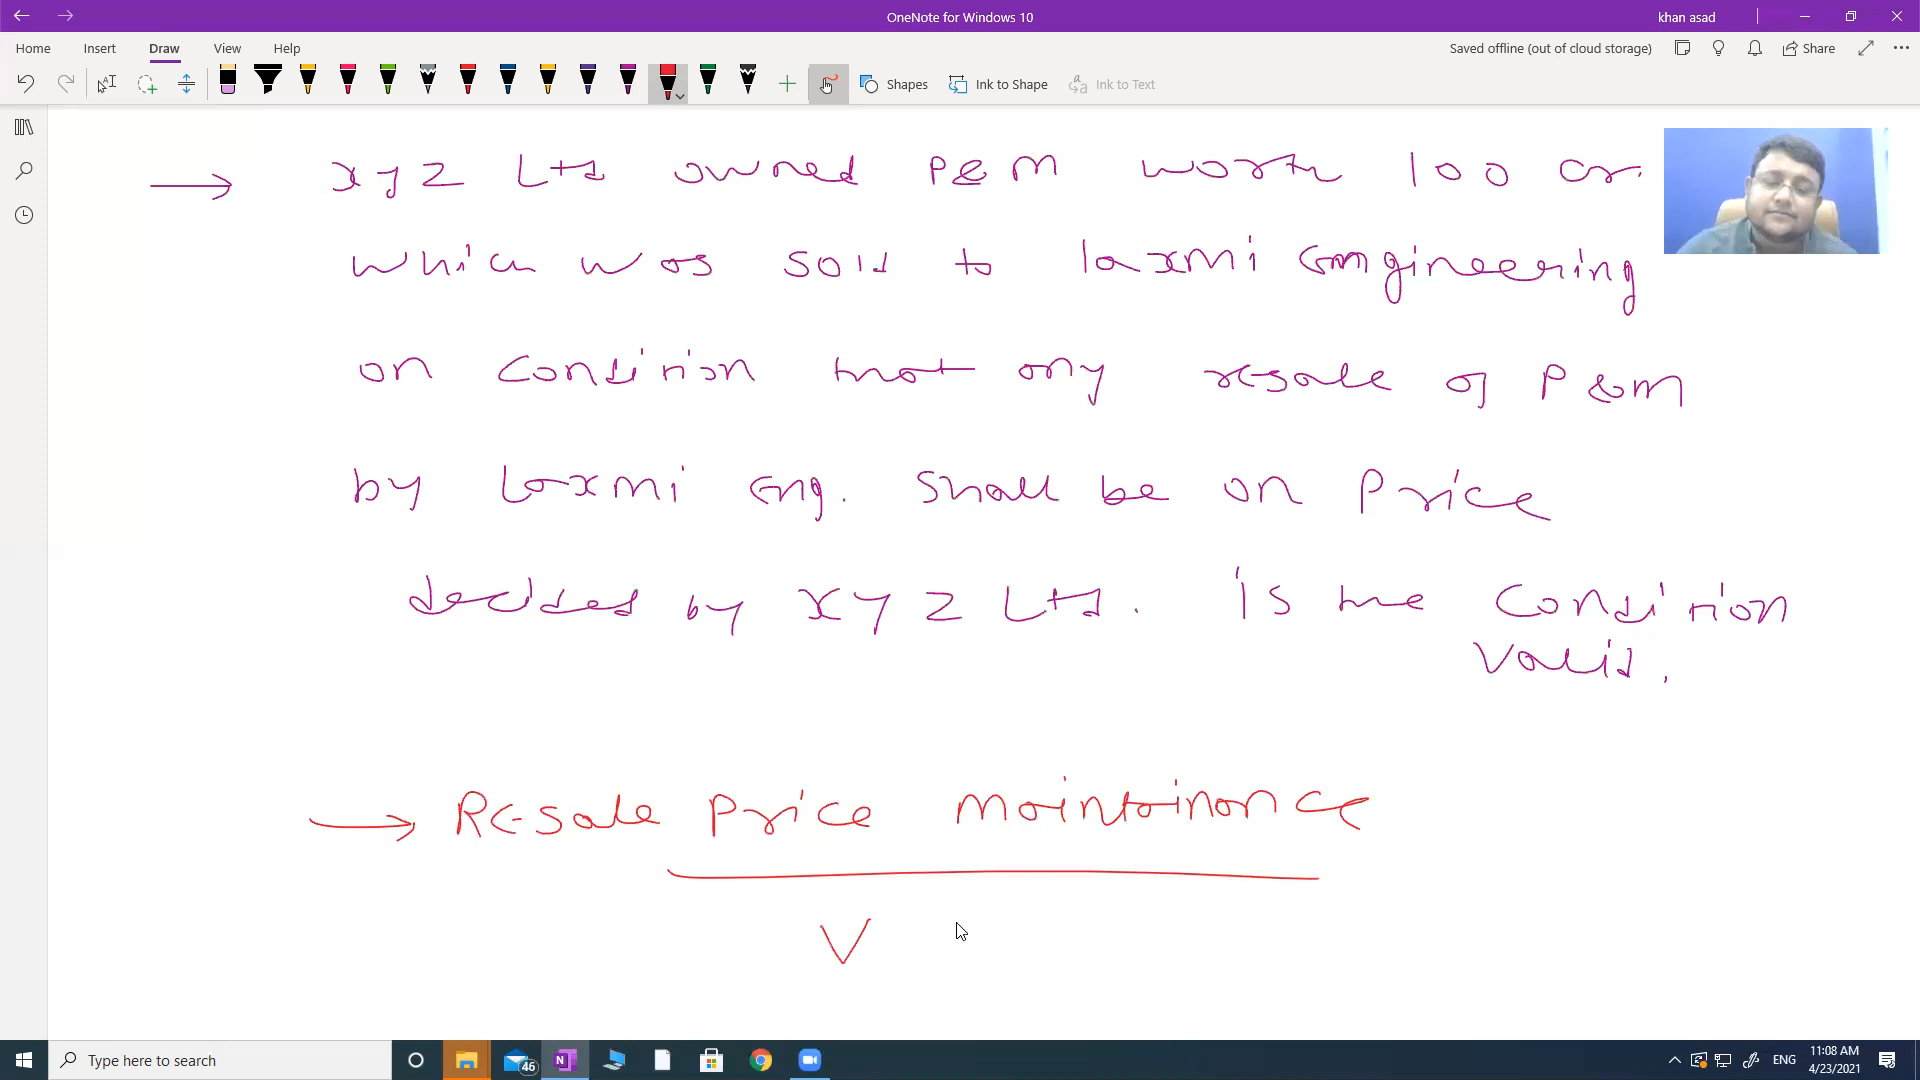 OneNote for Windows 10
khan asad
Home Insert Draw View Help
Saved offline (out of cloud storage)
Share
Shapes
Ink to Shape
Ink to Text
xyz Ltd owned P&M worth 100 cr.
which was sold to laxmi Engineering
on condition that any resale of P&M
by Laxmi Eng. shall be on Price
decided by XYZ Ltd. Is the condition
valid.
Resale Price Maintainance
V
Type here to search
46
ENG
11:08 AM
4/23/2021